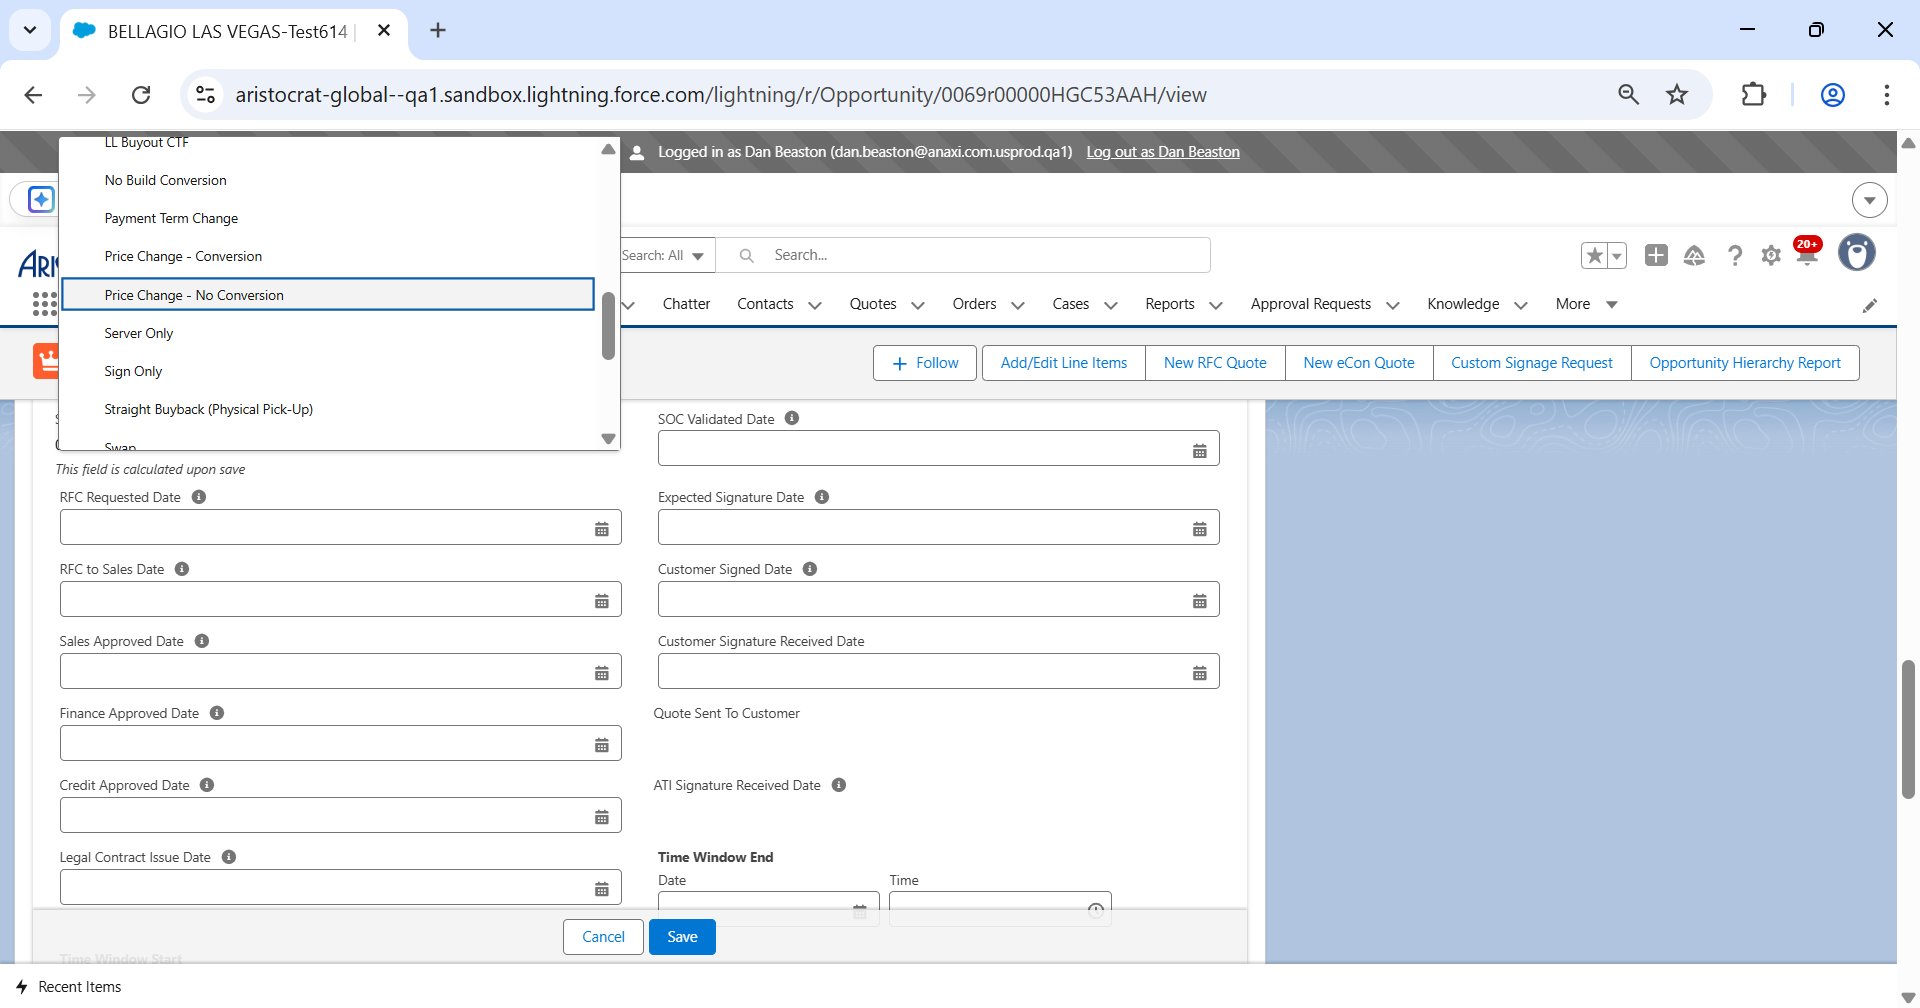 BELLAGIO LAS VEGAS-Test614
aristocrat-global--qa1.sandbox.lightning.force.com/lightning/r/Opportunity/0069r00000HGC53AAH/view
Logged in as Dan Beaston (dan.beaston@anaxi.com.usprod.qa1) Log out as Dan Beaston
LL Buyout CTF
No Build Conversion
Payment Term Change
Price Change - Conversion
Price Change - No Conversion
Server Only
Sign Only
Straight Buyback (Physical Pick-Up)
Swap
Search: All Search...
20+
Chatter Contacts Quotes Orders Cases Reports Approval Requests Knowledge More
Follow Add/Edit Line Items New RFC Quote New eCon Quote Custom Signage Request Opportunity Hierarchy Report
SOC Validated Date
This field is calculated upon save
RFC Requested Date Expected Signature Date
RFC to Sales Date Customer Signed Date
Sales Approved Date Customer Signature Received Date
Finance Approved Date Quote Sent To Customer
Credit Approved Date ATI Signature Received Date
Legal Contract Issue Date Time Window End
Date Time
Cancel Save
Time Window Start
Recent Items